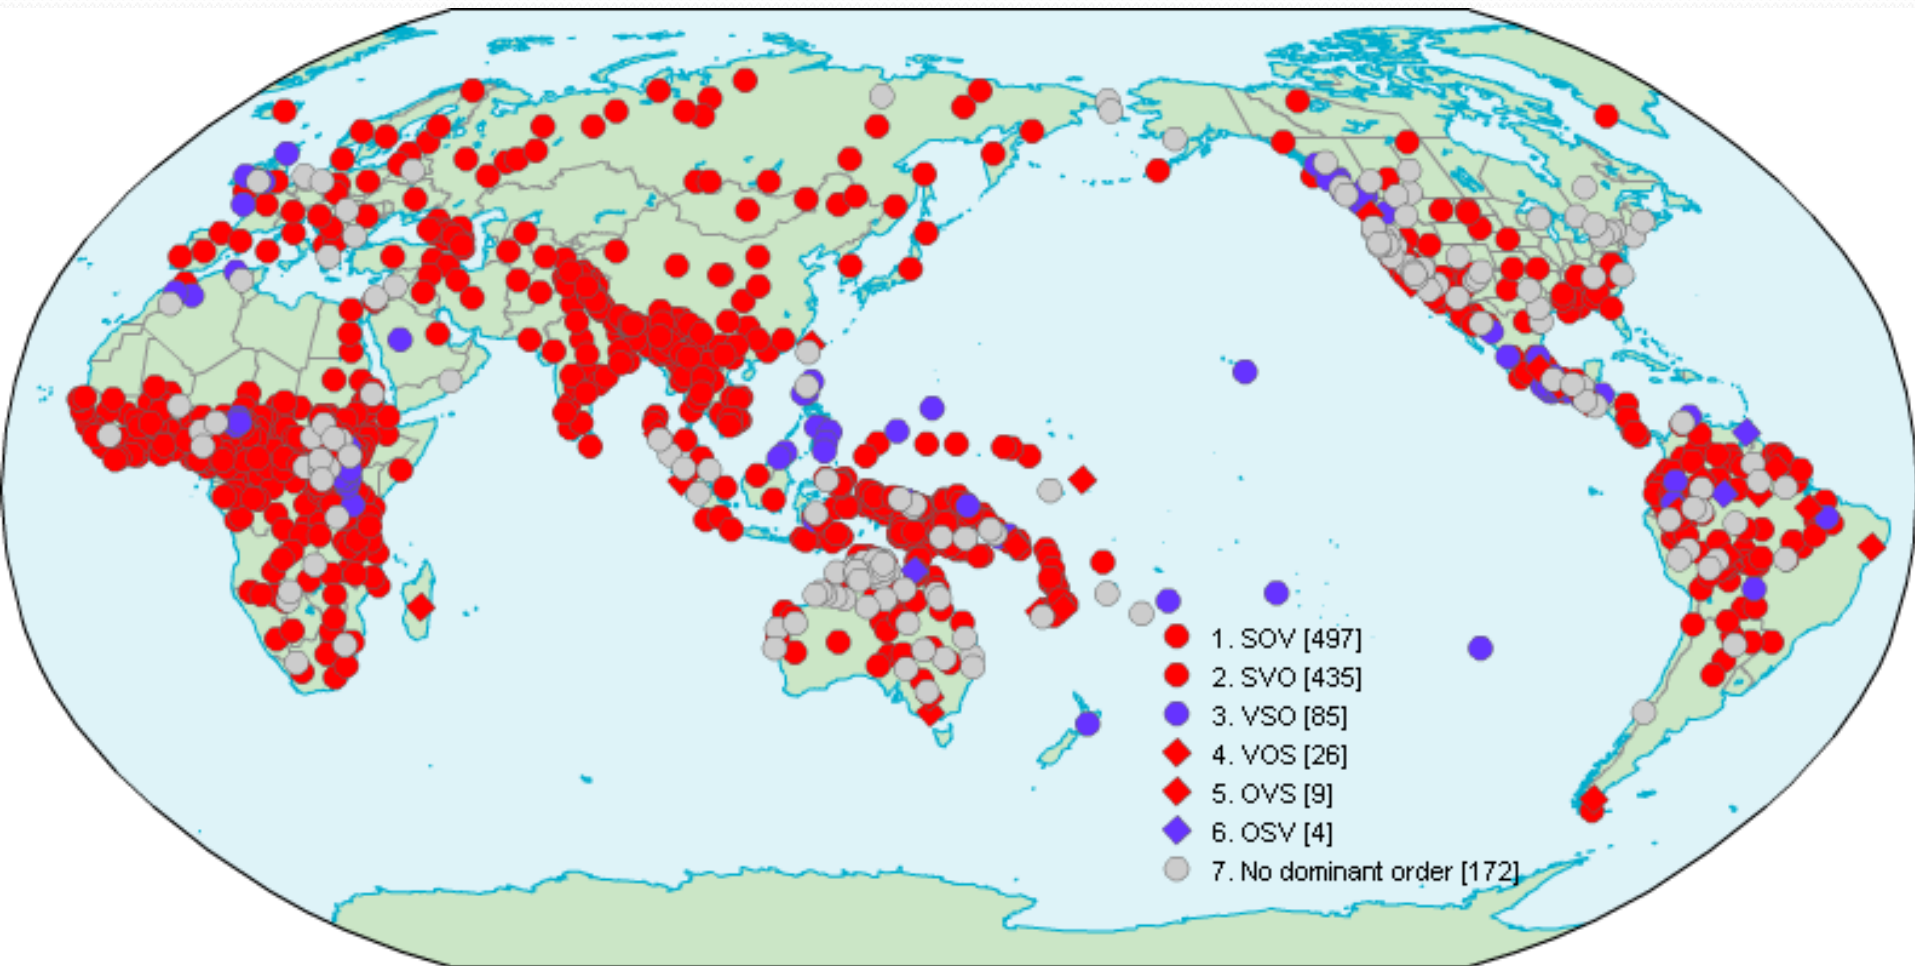 1. SOV [497]
2. SVO [435]
3. VSO [85]
4. VOS [26]
5. OVS [9]
6. OSV [4]
7. No dominant order [172]